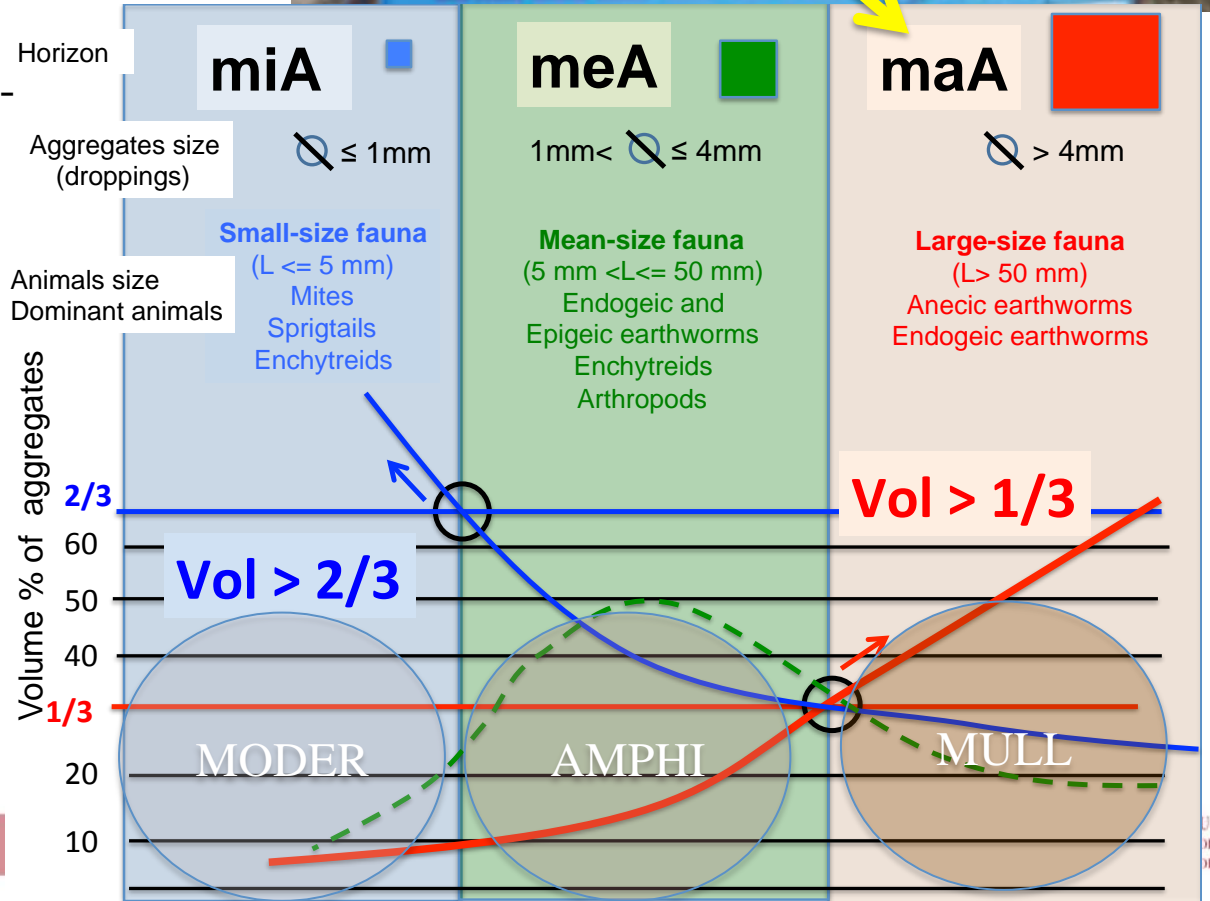 Horizon
miA
meA
maA
-
Aggregates size
(droppings)
≤ 1mm
1mm< ≤ 4mm
> 4mm
Animals size
Dominant animals
Small-size fauna
(L <= 5 mm)
Mites
Sprigtails
Enchytreids
Mean-size fauna
(5 mm <L<= 50 mm)
Endogeic and
Epigeic earthworms
Enchytreids
Arthropods
Large-size fauna
(L> 50 mm)
Anecic earthworms
Endogeic earthworms
Volume % of aggregates
2/3
60
50
40
1/3
20
10
Vol > 2/3
Vol > 1/3
MODER
AMPHI
MULL